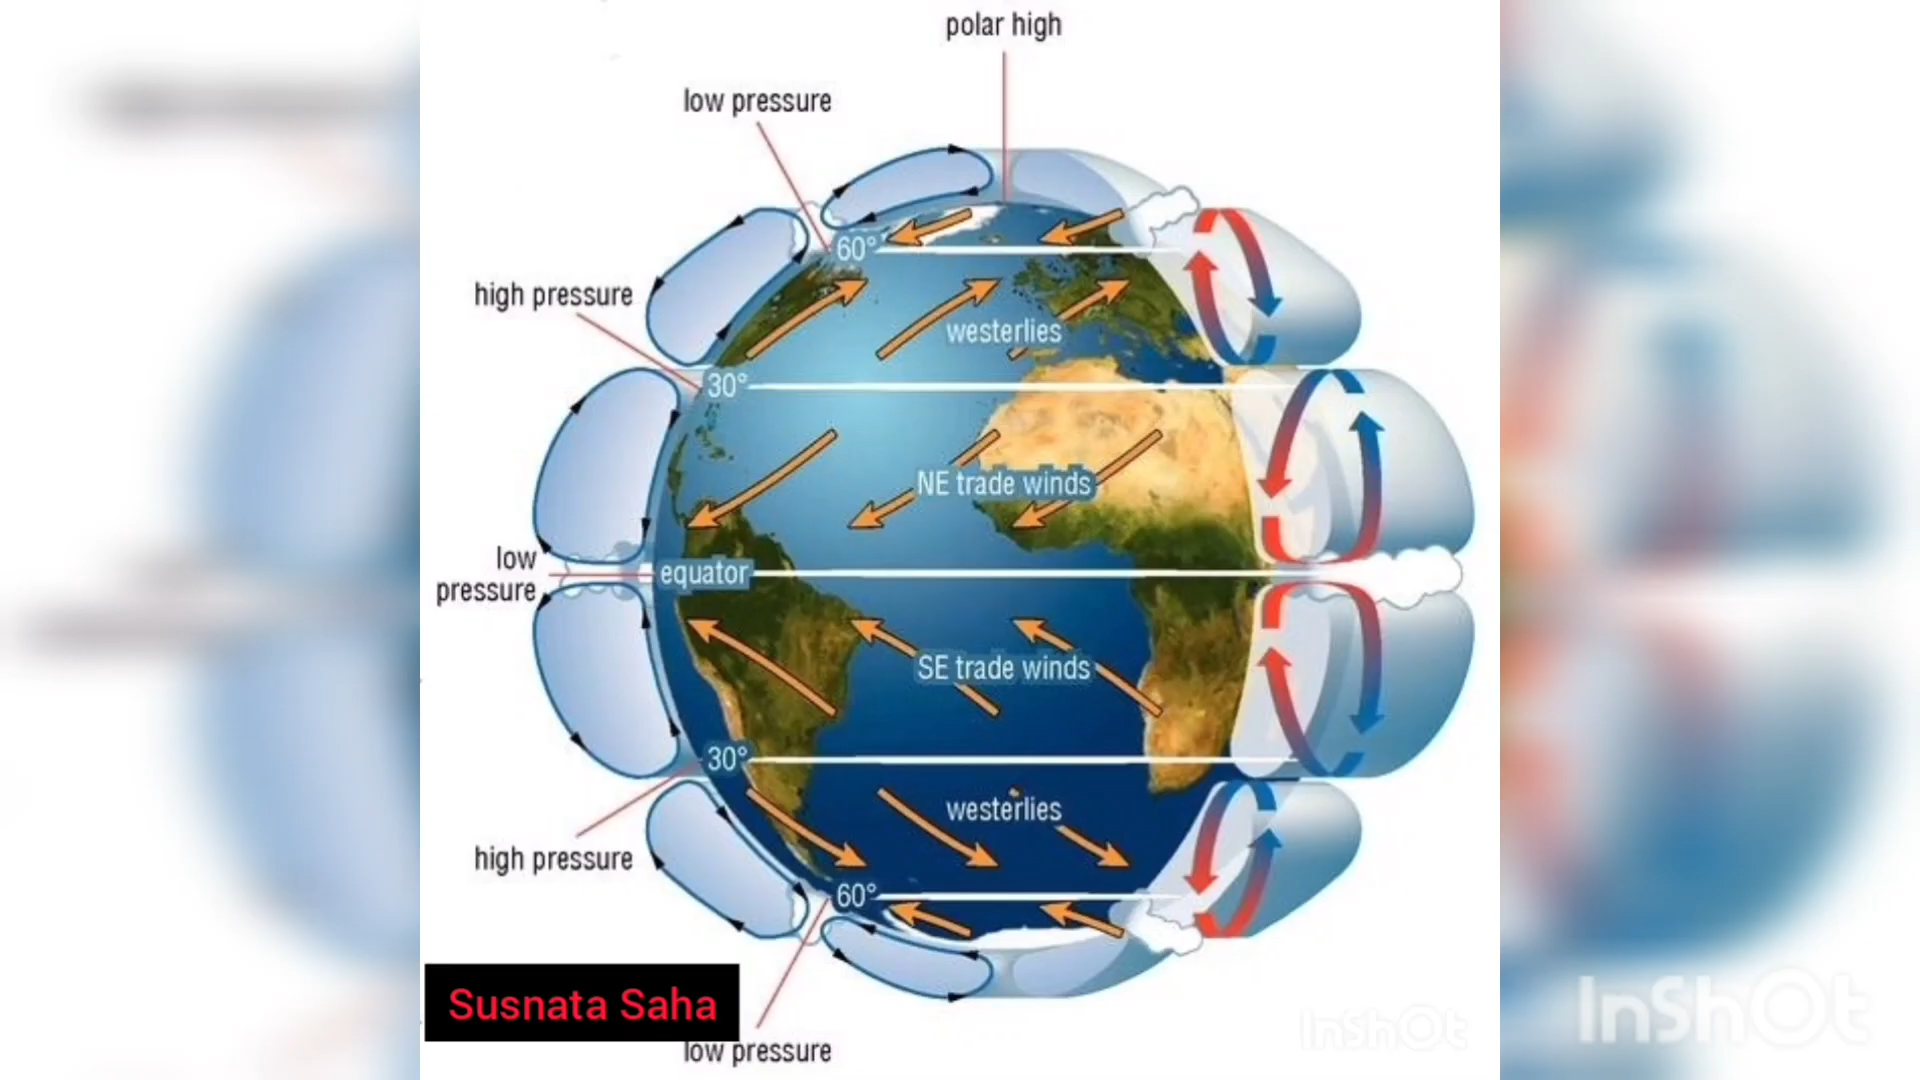 polar high
low pressure
60°
high pressure
westerlies
30°
NE trade winds
low
pressure
equator
SE trade winds
30°
westerlies
high pressure
60°
Susnata Saha
low pressure
InShOt
InShOt